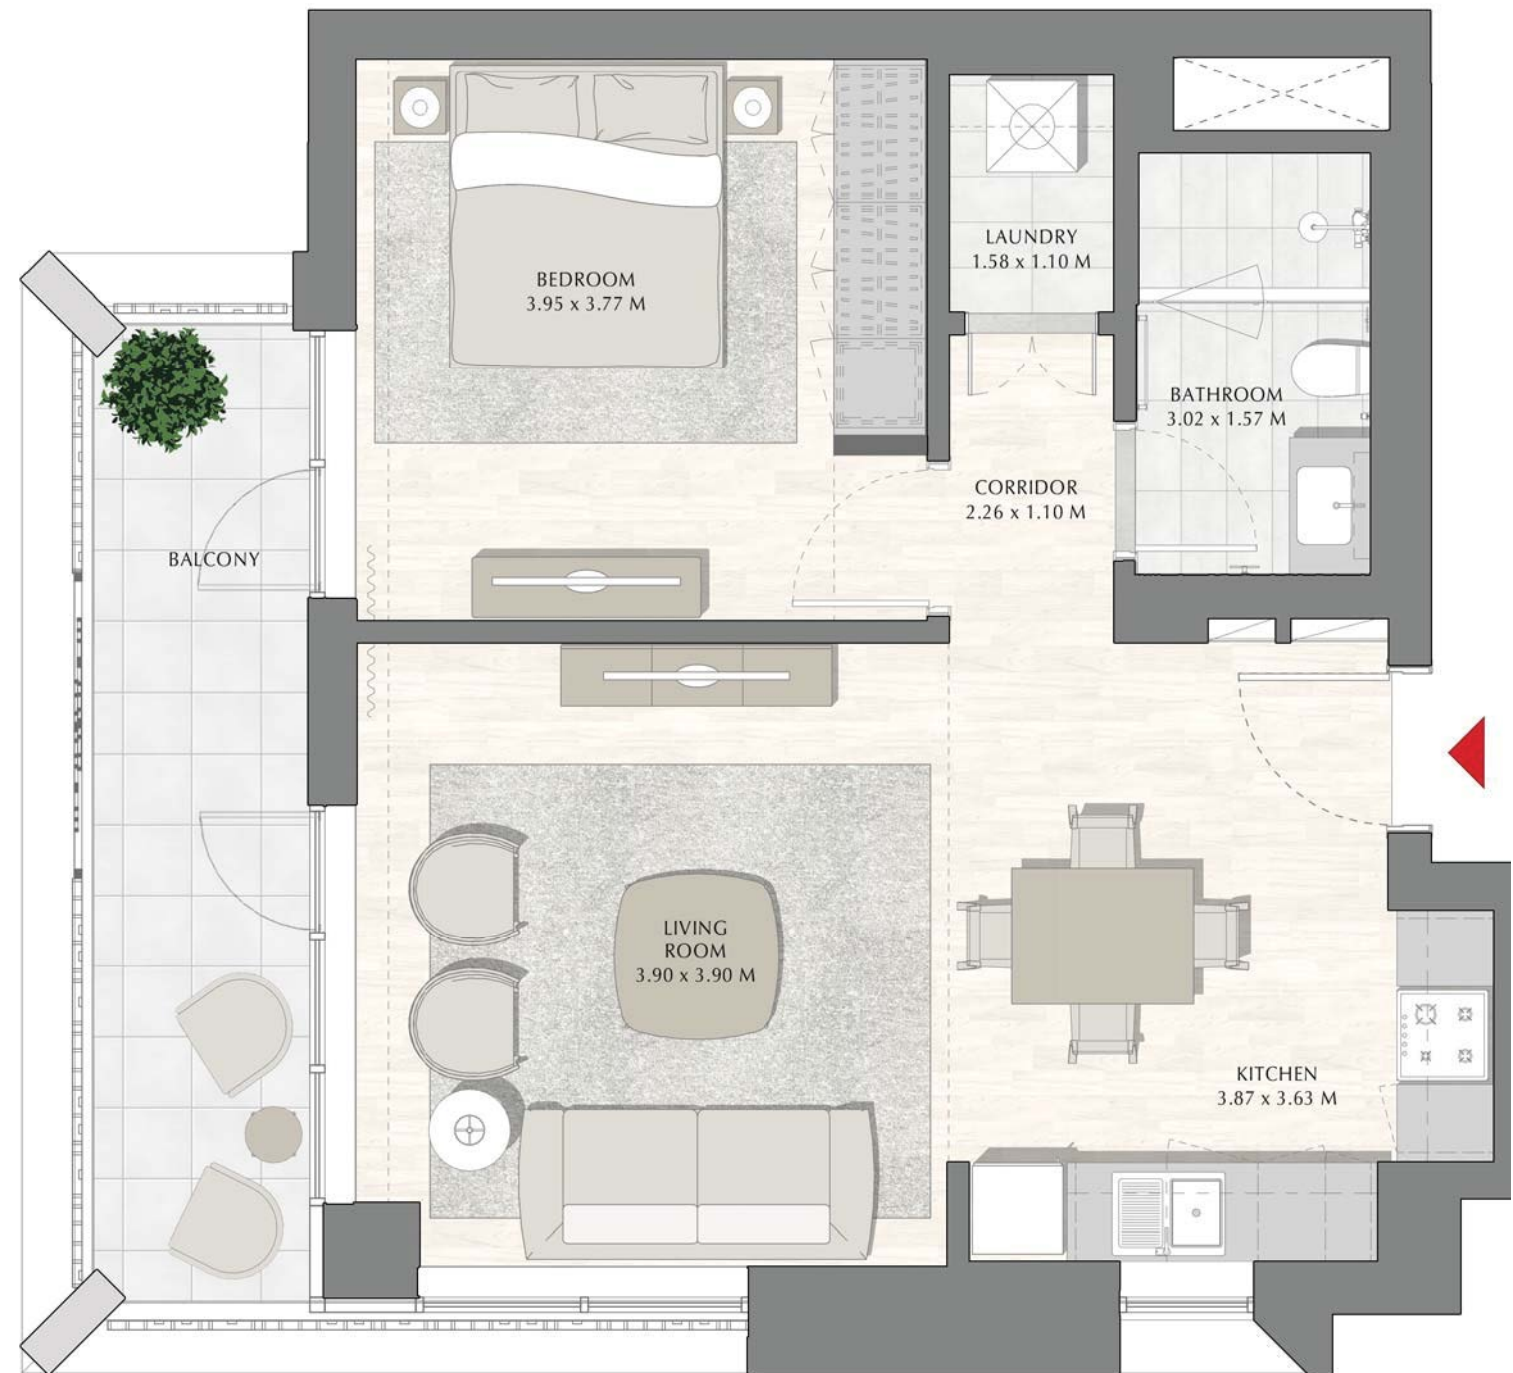 LAUNDRY
1.58 x 1.10 M
BEDROOM
3.95 x 3.77 M
BATHROOM
3.02 x 1.57 M
CORRIDOR
2.26 x 1.10 M
BALCONY
LIVING
ROOM
3.90 x 3.90 M
KITCHEN
3.87 x 3.63 M